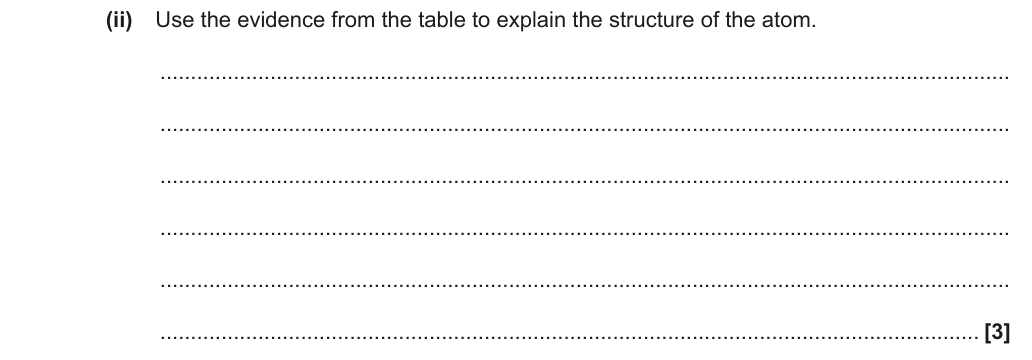 (ii) Use the evidence from the table to explain the structure of the atom.
[3]